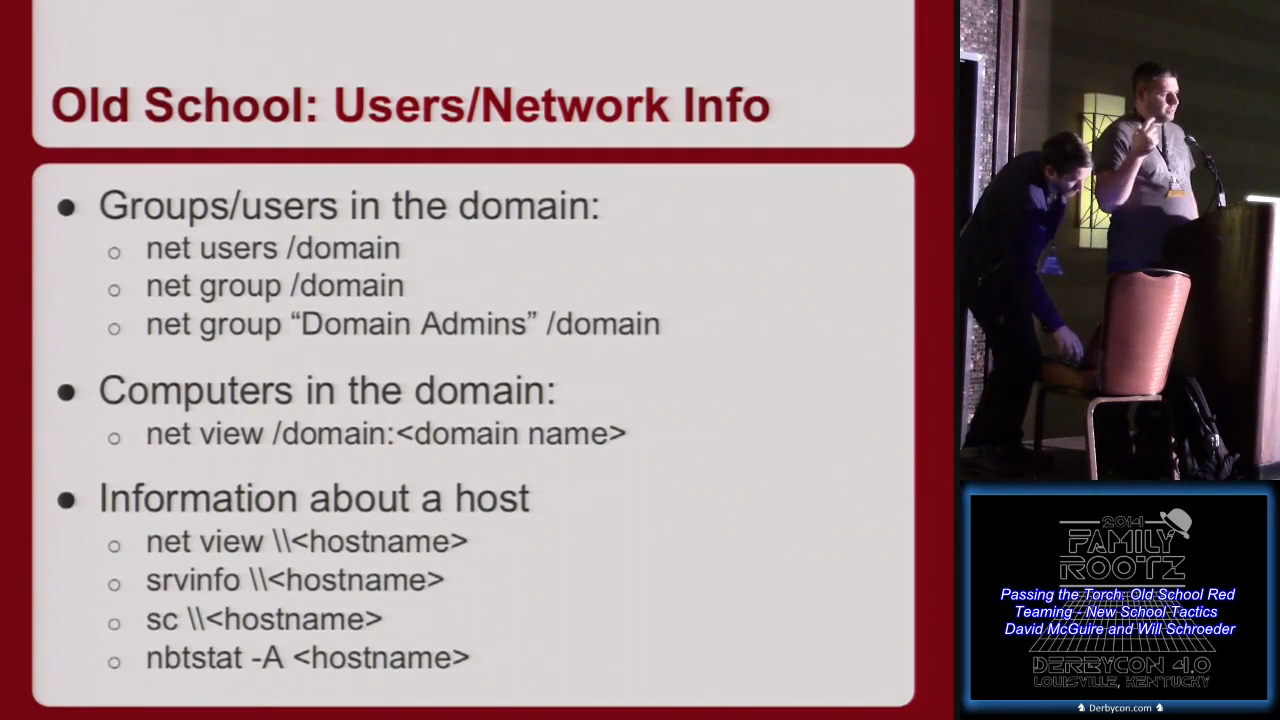 Old School: Users/Network Info
● Groups/users in the domain:
○ net users /domain
○ net group /domain
○ net group “Domain Admins” /domain
● Computers in the domain:
○ net view /domain:<domain name>
● Information about a host
○ net view \\<hostname>
○ srvinfo \\<hostname>
○ sc \\<hostname>
○ nbtstat -A <hostname>
2014
FAMILY
ROOTZ
Passing the Torch: Old School Red
Teaming - New School Tactics
David McGuire and Will Schroeder
DERBYCON 4.0
LOUISVILLE, KENTUCKY
Derbycon.com